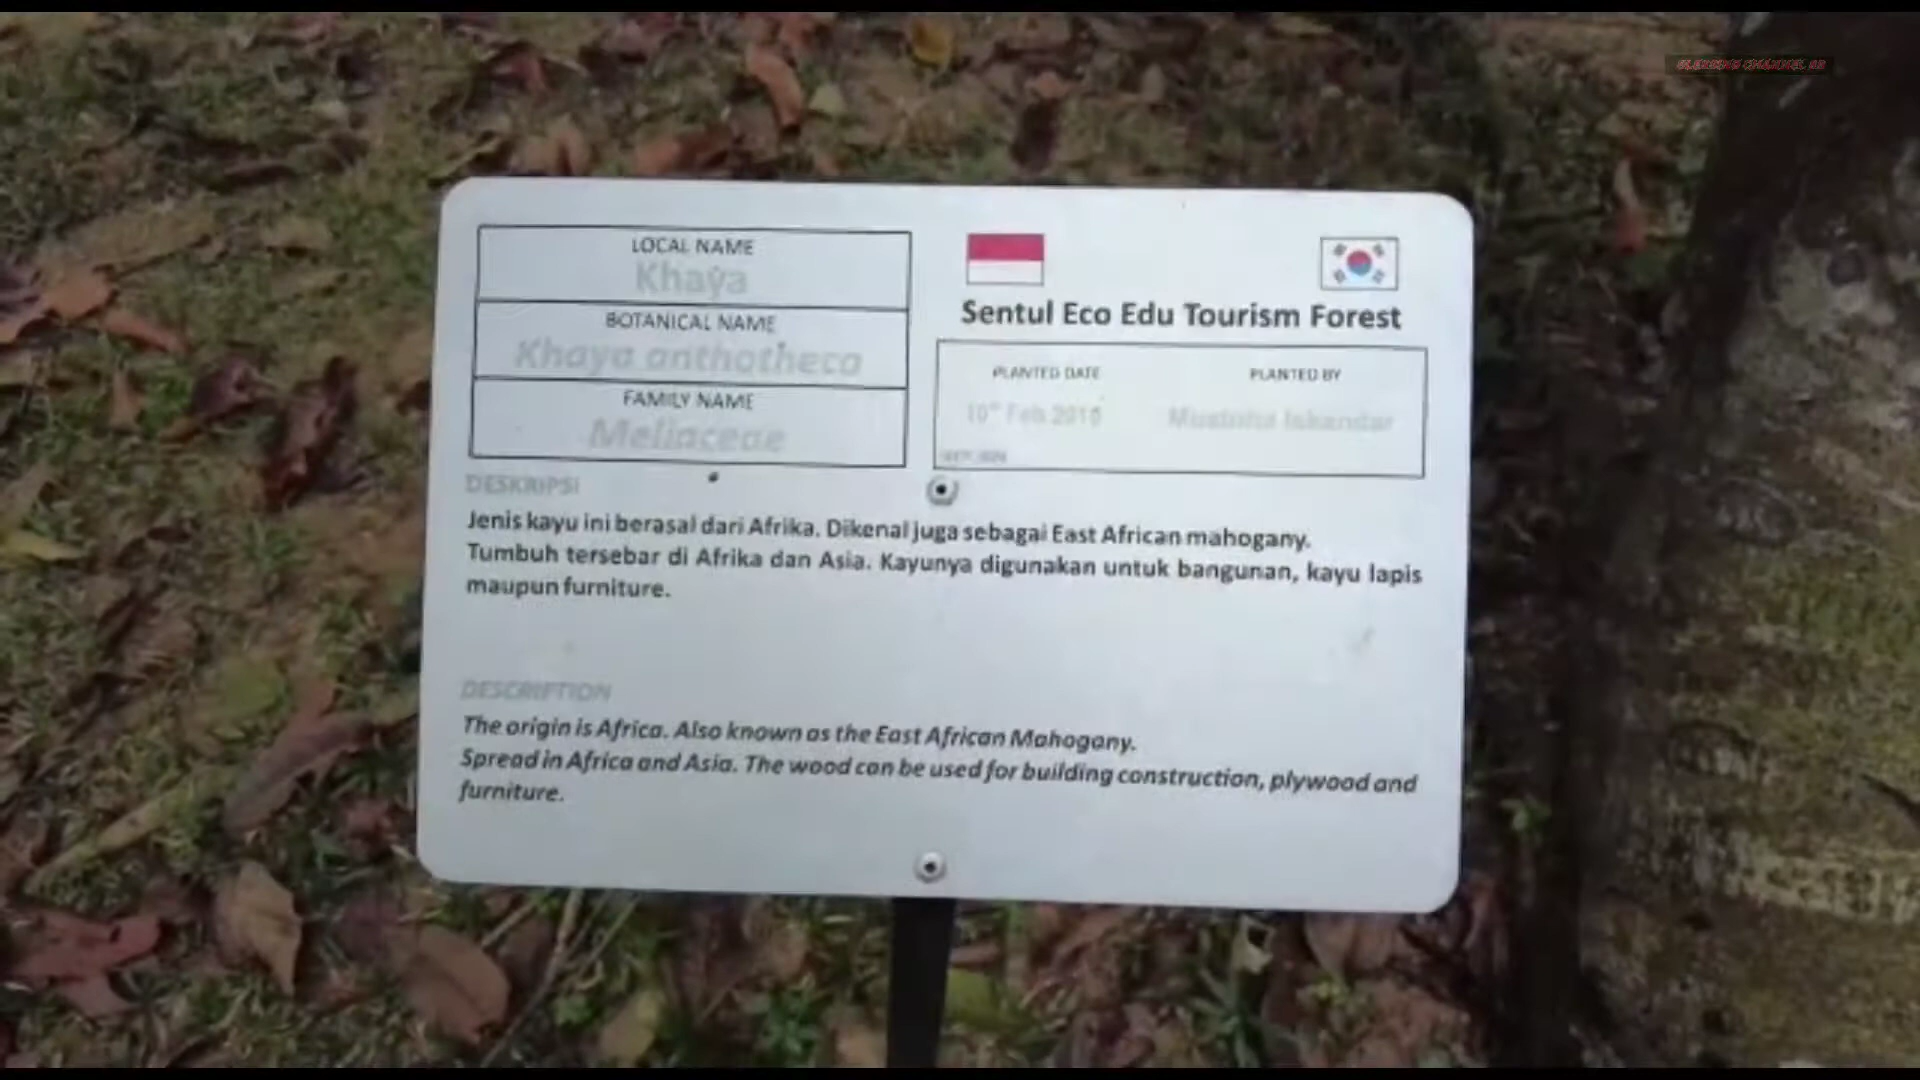 LOCAL NAME
Khaya
BOTANICAL NAME
Khaya anthotheca
FAMILY NAME
Meliaceae
Sentul Eco Edu Tourism Forest
PLANTED DATE
PLANTED BY
10th Feb
Iskandar
DESKRIPSI
Jenis kayu ini berasal dari Afrika. Dikenal juga sebagai East African mahogany.
Tumbuh tersebar di Afrika dan Asia. Kayunya digunakan untuk bangunan, kayu lapis
maupun furniture.
DESCRIPTION
The origin is Africa. Also known as the East African Mahogany.
Spread in Africa and Asia. The wood can be used for building construction, plywood and
furniture.